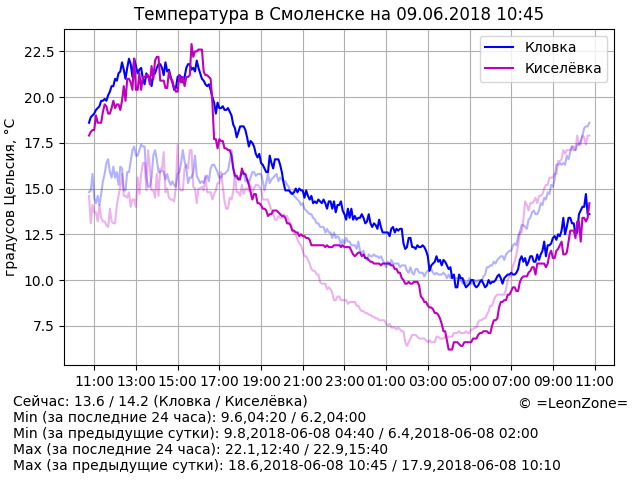 Температура в Смоленске на 09.06.2018 10:45
градусов Цельсия, °C
Кловка
Киселёвка
22.5
20.0
17.5
15.0
12.5
10.0
7.5
11:00 13:00 15:00 17:00 19:00 21:00 23:00 01:00 03:00 05:00 07:00 09:00 11:00
Сейчас: 13.6 / 14.2 (Кловка / Киселёвка)
© =LeonZone=
Min (за последние 24 часа): 9.6,04:20 / 6.2,04:00
Min (за предыдущие сутки): 9.8,2018-06-08 04:40 / 6.4,2018-06-08 02:00
Max (за последние 24 часа): 22.1,12:40 / 22.9,15:40
Max (за предыдущие сутки): 18.6,2018-06-08 10:45 / 17.9,2018-06-08 10:10